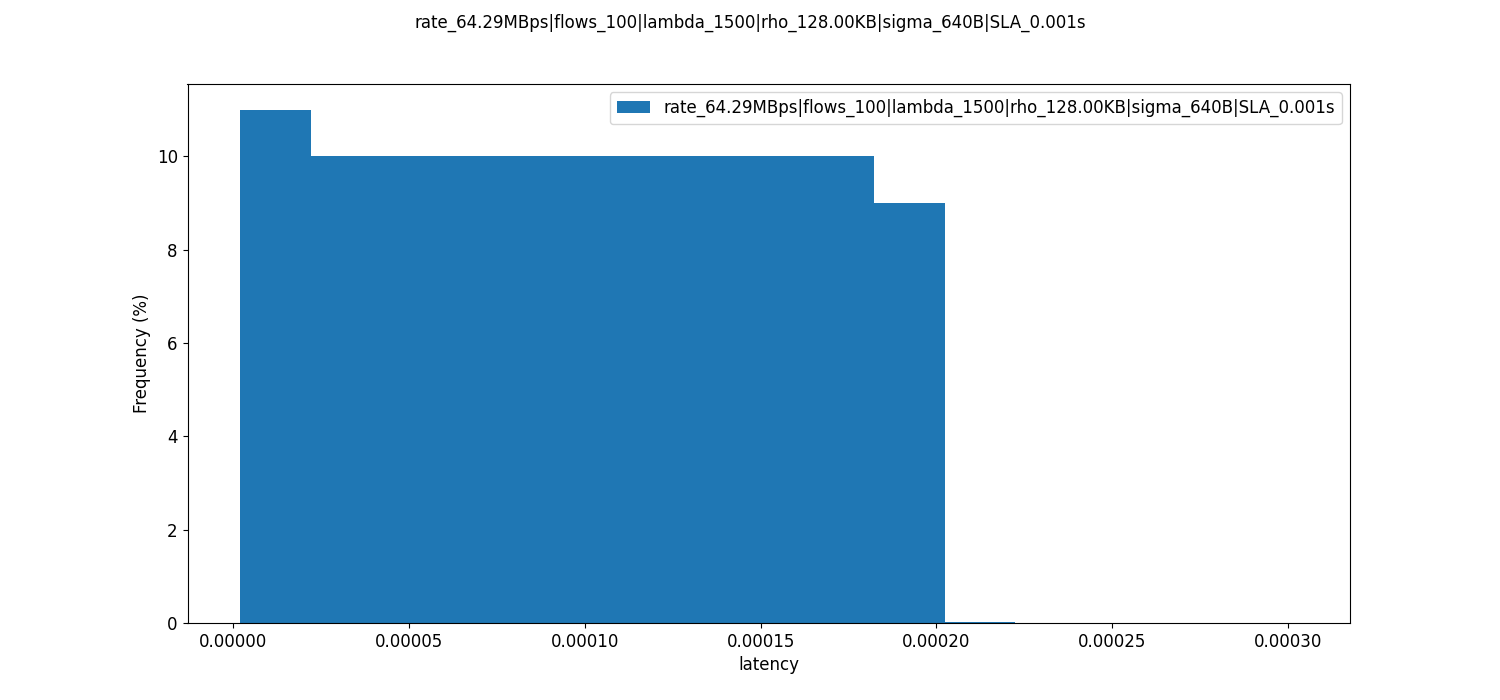 rate_64.29MBps|flows_100|lambda_1500|rho_128.00KB|sigma_640B|SLA_0.001s
rate_64.29MBps|flows_100|lambda_1500|rho_128.00KB|sigma_640B|SLA_0.001s
Frequency (%)
10
8
6
4
2
0
0.00000 0.00005 0.00010 0.00015 0.00020 0.00025 0.00030
latency